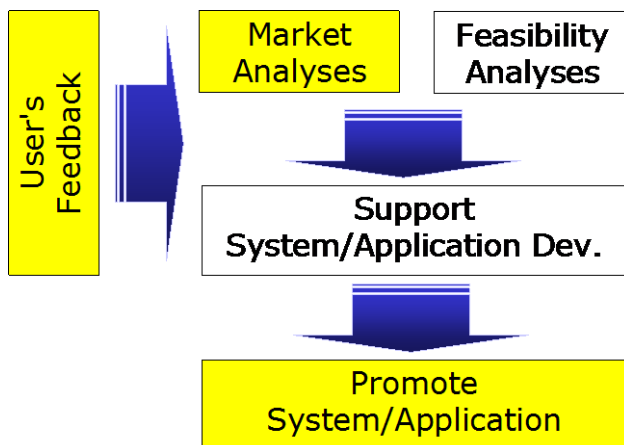 User's
Feedback
Market
Analyses
Feasibility
Analyses
Support
System/Application Dev.
Promote
System/Application